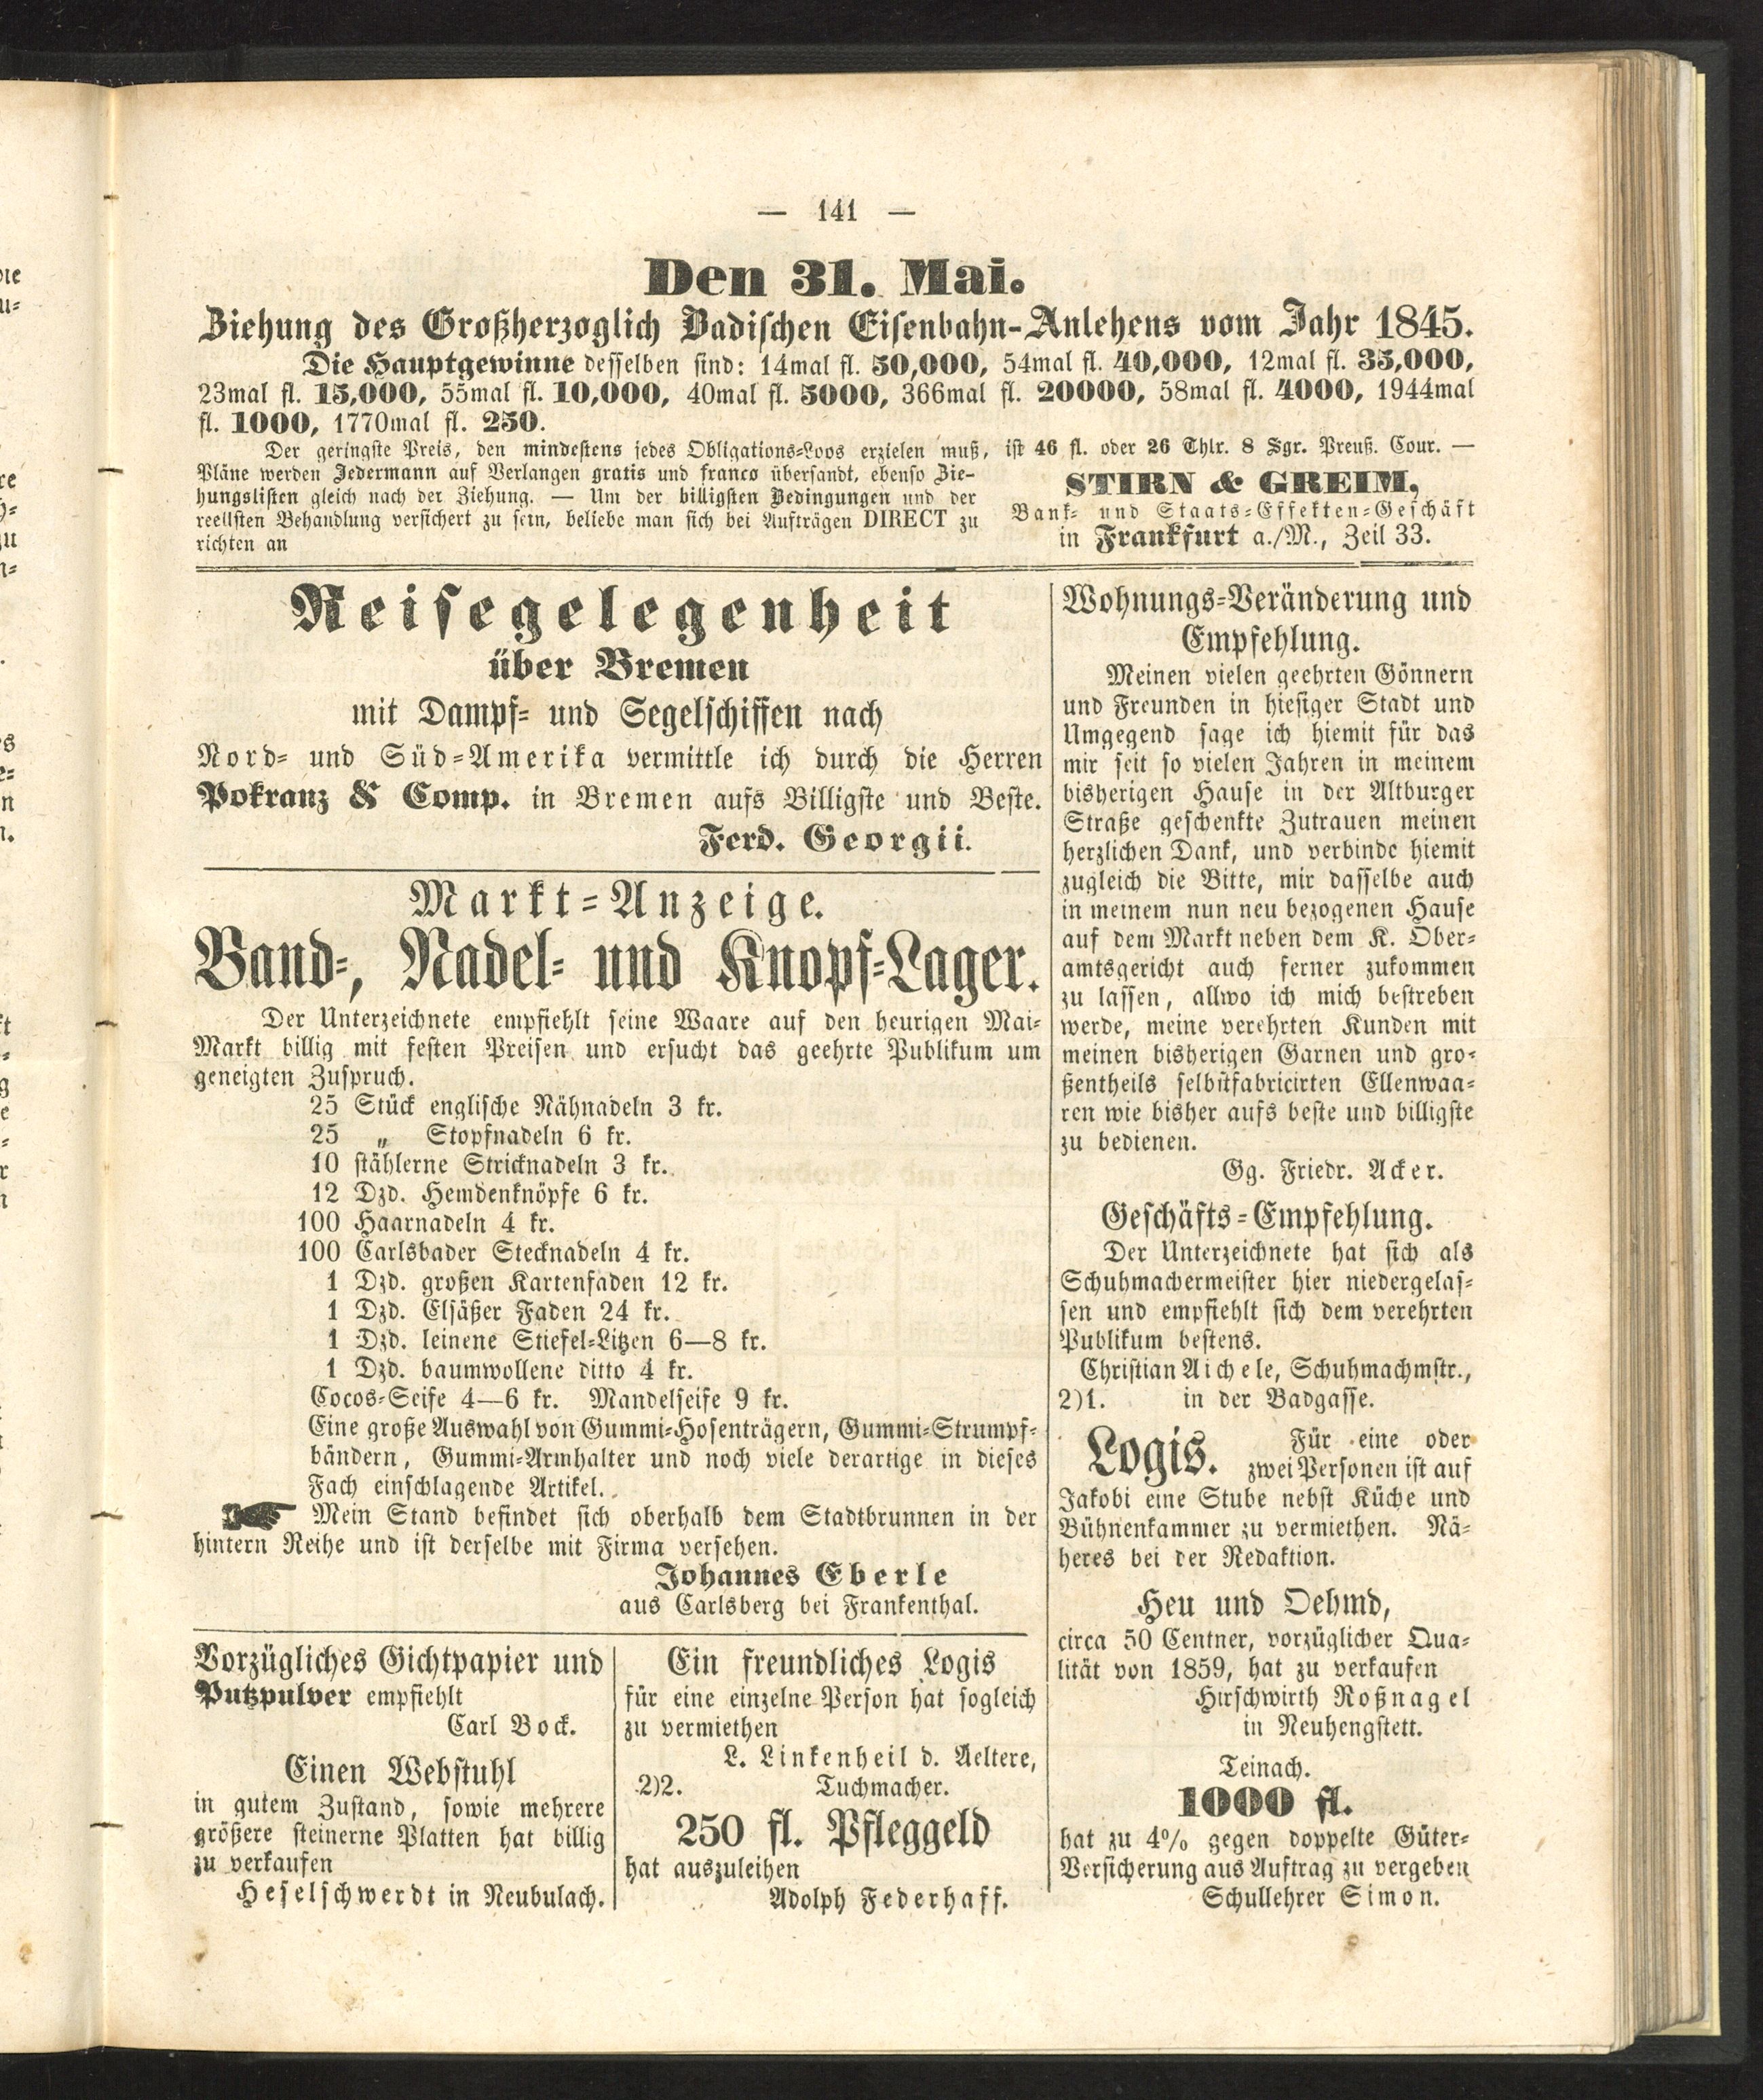 — 141 —
Den 31. Mai.
Ziehung des Großherzoglich Badischen Eisenbahn-Anlehens vom Jahr 1845.
Die Hauptgewinne desselben sind: 14mal fl. 50,000, 54mal fl. 40,000, 12mal fl. 35,000,
23mal fl. 15,000, 55mal fl. 10,000, 40mal fl. 5000, 366mal fl. 20000, 58mal fl. 4000, 1944mal
fl. 1000, 1770mal fl. 250.
Der geringste Preis, den mindestens jedes Obligations-Loos erzielen muß, ist 46 fl. oder 26 Thlr. 8 Sgr. Preuß. Cour. —
Pläne werden Jedermann auf Verlangen gratis und franco übersandt, ebenso Zie-
hungslisten gleich nach der Ziehung. — Um der billigsten Bedingungen und der
reellsten Behandlung versichert zu sein, beliebe man sich bei Aufträgen DIRECT zu
richten an
STIRN & GREIM,
Bank- und Staats-Effekten-Geschäft
in Frankfurt a./M., Zeil 33.
Reisegelegenheit
über Bremen
mit Dampf- und Segelschiffen nach
Nord- und Süd-Amerika vermittle ich durch die Herren
Pokranz & Comp. in Bremen aufs Billigste und Beste.
Ferd. Georgii.
Markt-Anzeige.
Band-, Nadel- und Knopf-Lager.
Der Unterzeichnete empfiehlt seine Waare auf den heurigen Mai-
Markt billig mit festen Preisen und ersucht das geehrte Publikum um
geneigten Zuspruch.
25 Stück englische Nähnadeln 3 kr.
25 „ Stopfnadeln 6 kr.
10 stählerne Stricknadeln 3 kr.
12 Dzd. Hemdenknöpfe 6 kr.
100 Haarnadeln 4 kr.
100 Carlsbader Stecknadeln 4 kr.
1 Dzd. großen Kartenfaden 12 kr.
1 Dzd. Elsäßer Faden 24 kr.
1 Dzd. leinene Stiefel-Litzen 6—8 kr.
1 Dzd. baumwollene ditto 4 kr.
Cocos-Seife 4—6 kr. Mandelseife 9 kr.
Eine große Auswahl von Gummi-Hosenträgern, Gummi-Strumpf-
bändern, Gummi-Armhalter und noch viele derartige in dieses
Fach einschlagende Artikel.
Mein Stand befindet sich oberhalb dem Stadtbrunnen in der
hintern Reihe und ist derselbe mit Firma versehen.
Johannes Eberle
aus Carlsberg bei Frankenthal.
Vorzügliches Gichtpapier und
Putzpulver empfiehlt
Carl Bock.
Einen Webstuhl
in gutem Zustand, sowie mehrere
größere steinerne Platten hat billig
zu verkaufen
Heselschwerdt in Neubulach.
Ein freundliches Logis
für eine einzelne Person hat sogleich
zu vermiethen
L. Linkenheil d. Aeltere,
2)2. Tuchmacher.
250 fl. Pfleggeld
hat auszuleihen
Adolph Federhaff.
Wohnungs-Veränderung und
Empfehlung.
Meinen vielen geehrten Gönnern
und Freunden in hiesiger Stadt und
Umgegend sage ich hiemit für das
mir seit so vielen Jahren in meinem
bisherigen Hause in der Altburger
Straße geschenkte Zutrauen meinen
herzlichen Dank, und verbinde hiemit
zugleich die Bitte, mir dasselbe auch
in meinem nun neu bezogenen Hause
auf dem Markt neben dem K. Ober-
amtsgericht auch ferner zukommen
zu lassen, allwo ich mich bestreben
werde, meine verehrten Kunden mit
meinen bisherigen Garnen und gro-
ßentheils selbstfabricirten Ellenwaa-
ren wie bisher aufs beste und billigste
zu bedienen.
Gg. Friedr. Acker.
Geschäfts-Empfehlung.
Der Unterzeichnete hat sich als
Schuhmachermeister hier niedergelas-
sen und empfiehlt sich dem verehrten
Publikum bestens.
Christian Aichele, Schuhmachmstr.,
2)1. in der Badgasse.
Logis. Für eine oder
zwei Personen ist auf
Jakobi eine Stube nebst Küche und
Bühnenkammer zu vermiethen. Nä-
heres bei der Redaktion.
Heu und Oehmd,
circa 50 Centner, vorzüglicher Qua-
lität von 1859, hat zu verkaufen
Hirschwirth Roßnagel
in Neuhengstett.
Teinach.
1000 fl.
hat zu 4% gegen doppelte Güter-
Versicherung aus Auftrag zu vergeben
Schullehrer Simon.